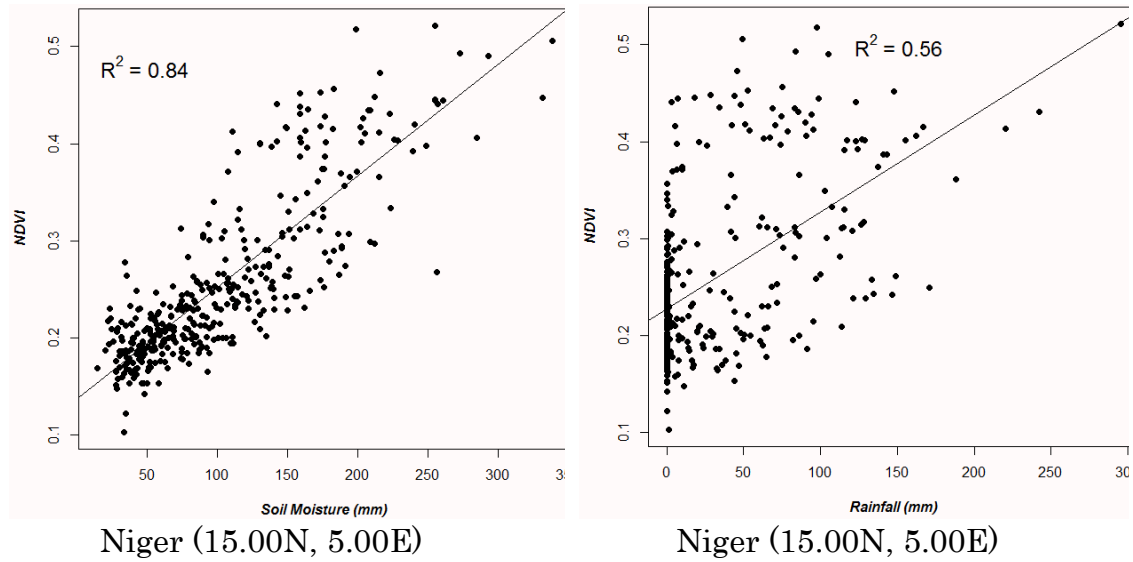 R² = 0.84
NDVI
0.5
0.4
0.3
0.2
0.1
50 100 150 200 250 300 35
Soil Moisture (mm)
Niger (15.00N, 5.00E)
R² = 0.56
NDVI
0.5
0.4
0.3
0.2
0.1
0 50 100 150 200 250 300
Rainfall (mm)
Niger (15.00N, 5.00E)